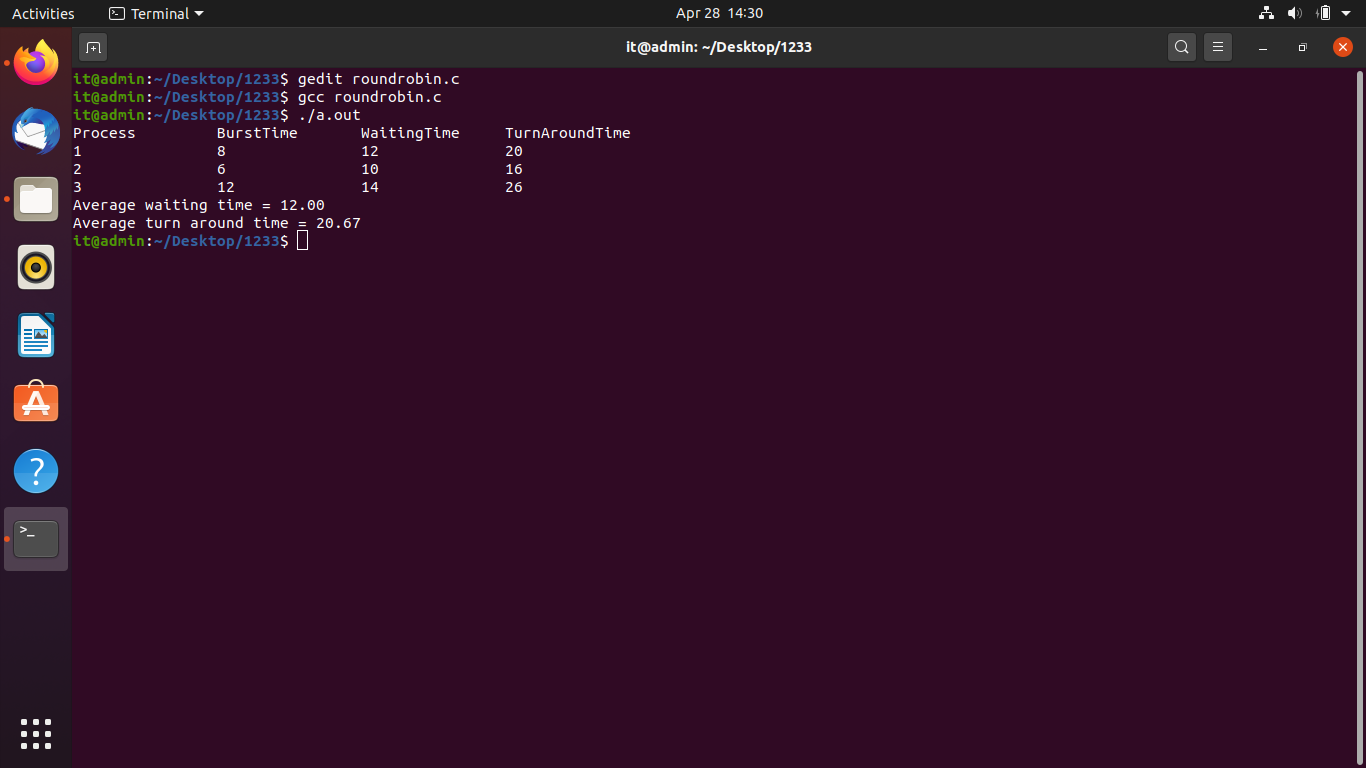 Activities Terminal Apr 28 14:30
it@admin: ~/Desktop/1233
it@admin:~/Desktop/1233$ gedit roundrobin.c
it@admin:~/Desktop/1233$ gcc roundrobin.c
it@admin:~/Desktop/1233$ ./a.out
Process BurstTime WaitingTime TurnAroundTime
1 8 12 20
2 6 10 16
3 12 14 26
Average waiting time = 12.00
Average turn around time = 20.67
it@admin:~/Desktop/1233$